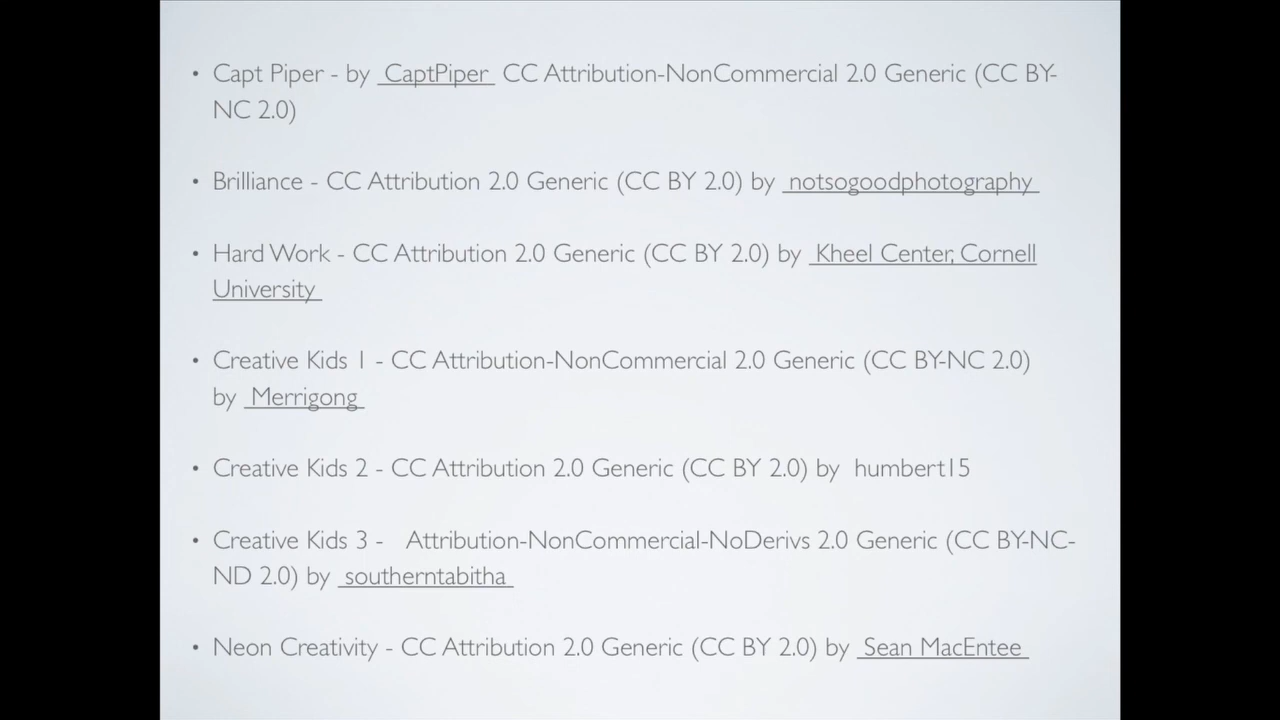 • Capt Piper - by CaptPiper CC Attribution-NonCommercial 2.0 Generic (CC BY-
NC 2.0)
• Brilliance - CC Attribution 2.0 Generic (CC BY 2.0) by notsogoodphotography
• Hard Work - CC Attribution 2.0 Generic (CC BY 2.0) by Kheel Center, Cornell
University
• Creative Kids 1 - CC Attribution-NonCommercial 2.0 Generic (CC BY-NC 2.0)
by Merrigong
• Creative Kids 2 - CC Attribution 2.0 Generic (CC BY 2.0) by humbert15
• Creative Kids 3 - Attribution-NonCommercial-NoDerivs 2.0 Generic (CC BY-NC-
ND 2.0) by southerntabitha
• Neon Creativity - CC Attribution 2.0 Generic (CC BY 2.0) by Sean MacEntee